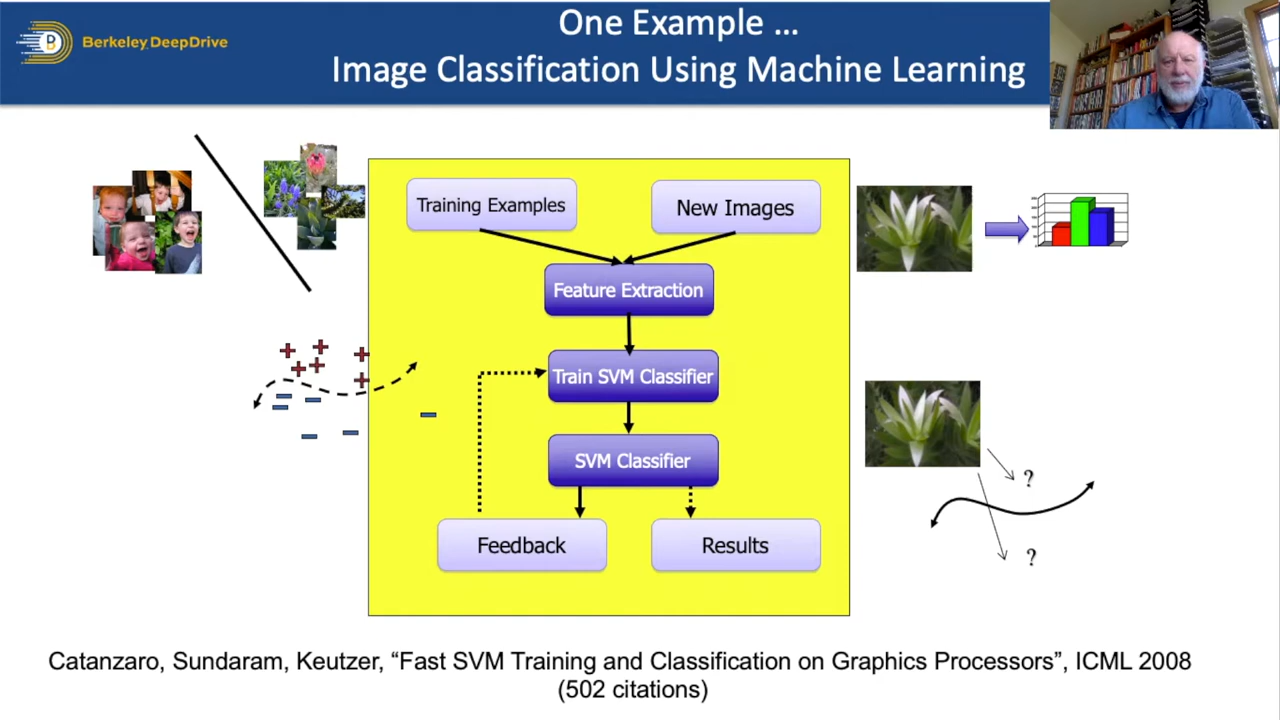 One Example ...
Image Classification Using Machine Learning
Berkeley DeepDrive
Training Examples
New Images
Feature Extraction
Train SVM Classifier
SVM Classifier
Feedback
Results
?
?
Catanzaro, Sundaram, Keutzer, “Fast SVM Training and Classification on Graphics Processors”, ICML 2008
(502 citations)